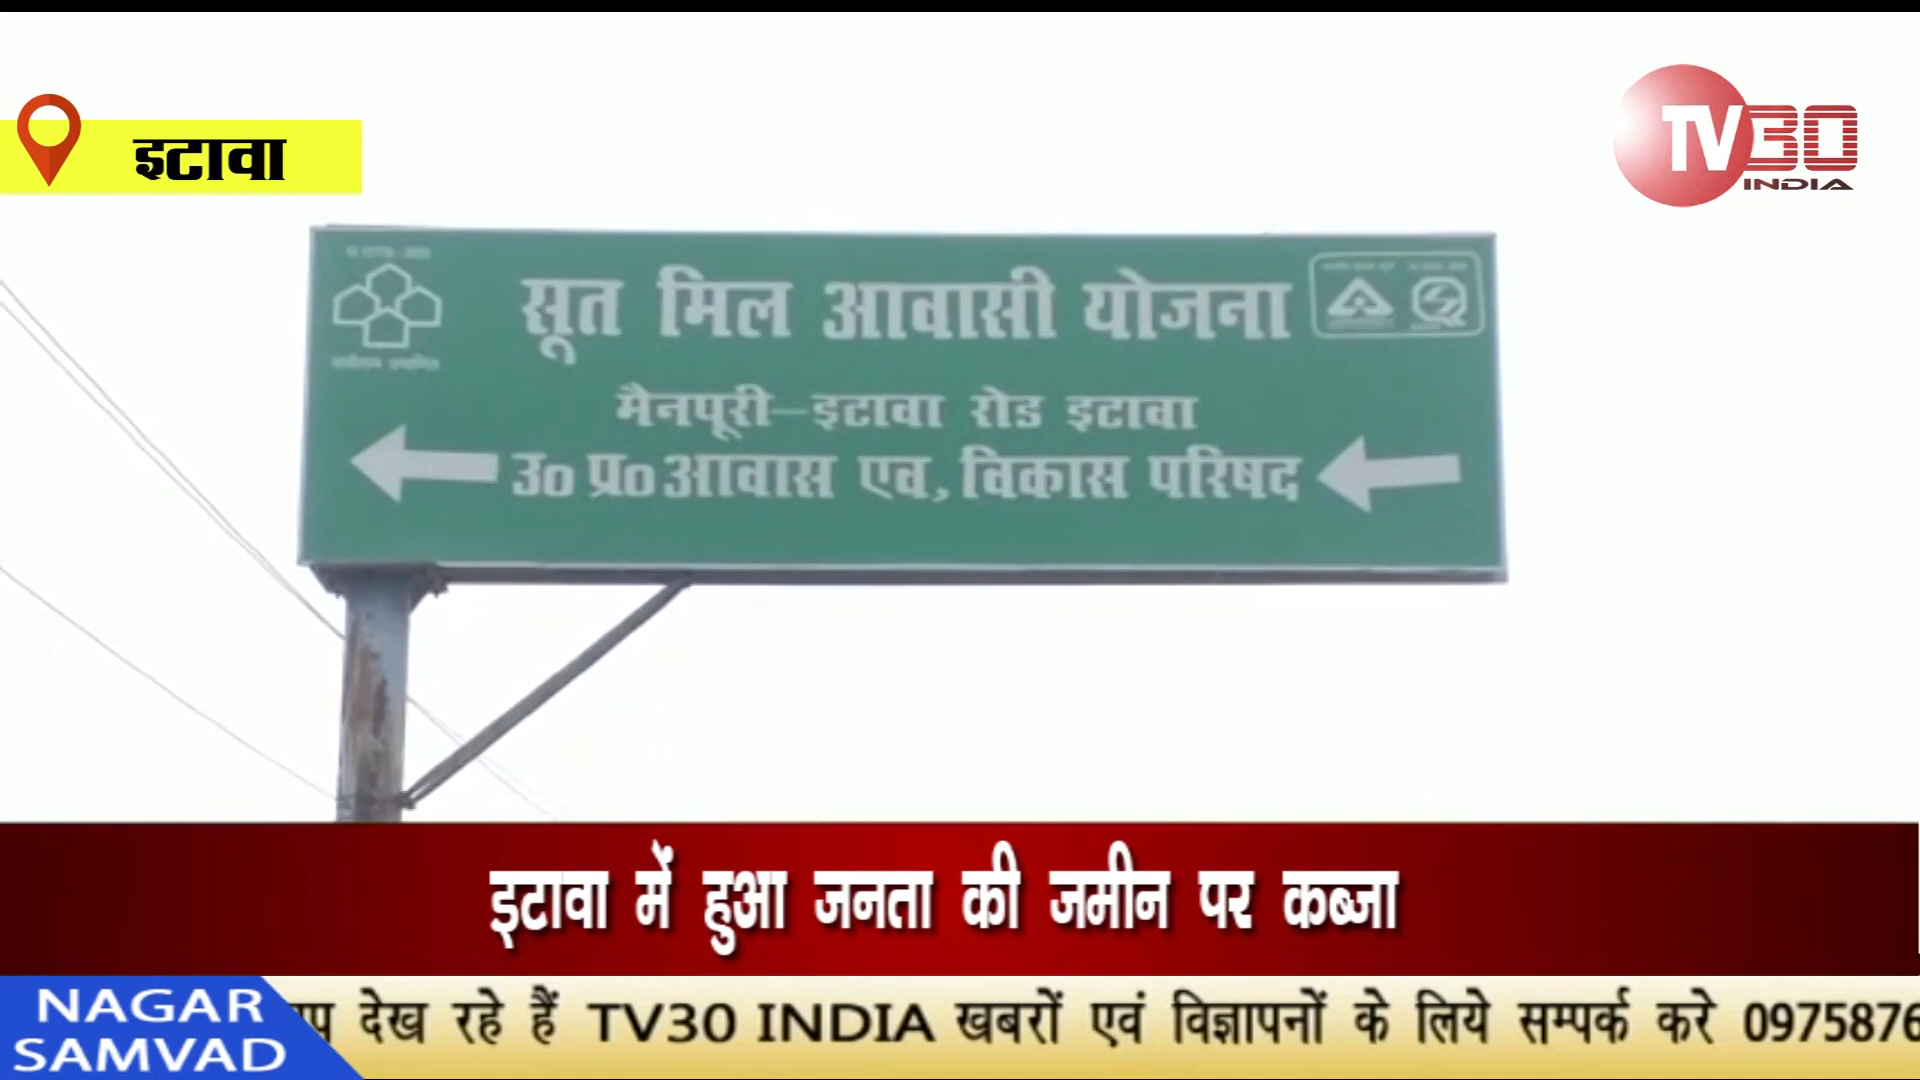 इटावा
TV30
INDIA
सूत मिल आवासी योजना
मैनपूरी-इटावा रोड इटावा
उ० प्र० आवास एव, विकास परिषद
इटावा में हुआ जनता की जमीन पर कब्जा
NAGAR
SAMVAD
देख रहे हैं TV30 INDIA खबरों एवं विज्ञापनों के लिये सम्पर्क करे 0975876